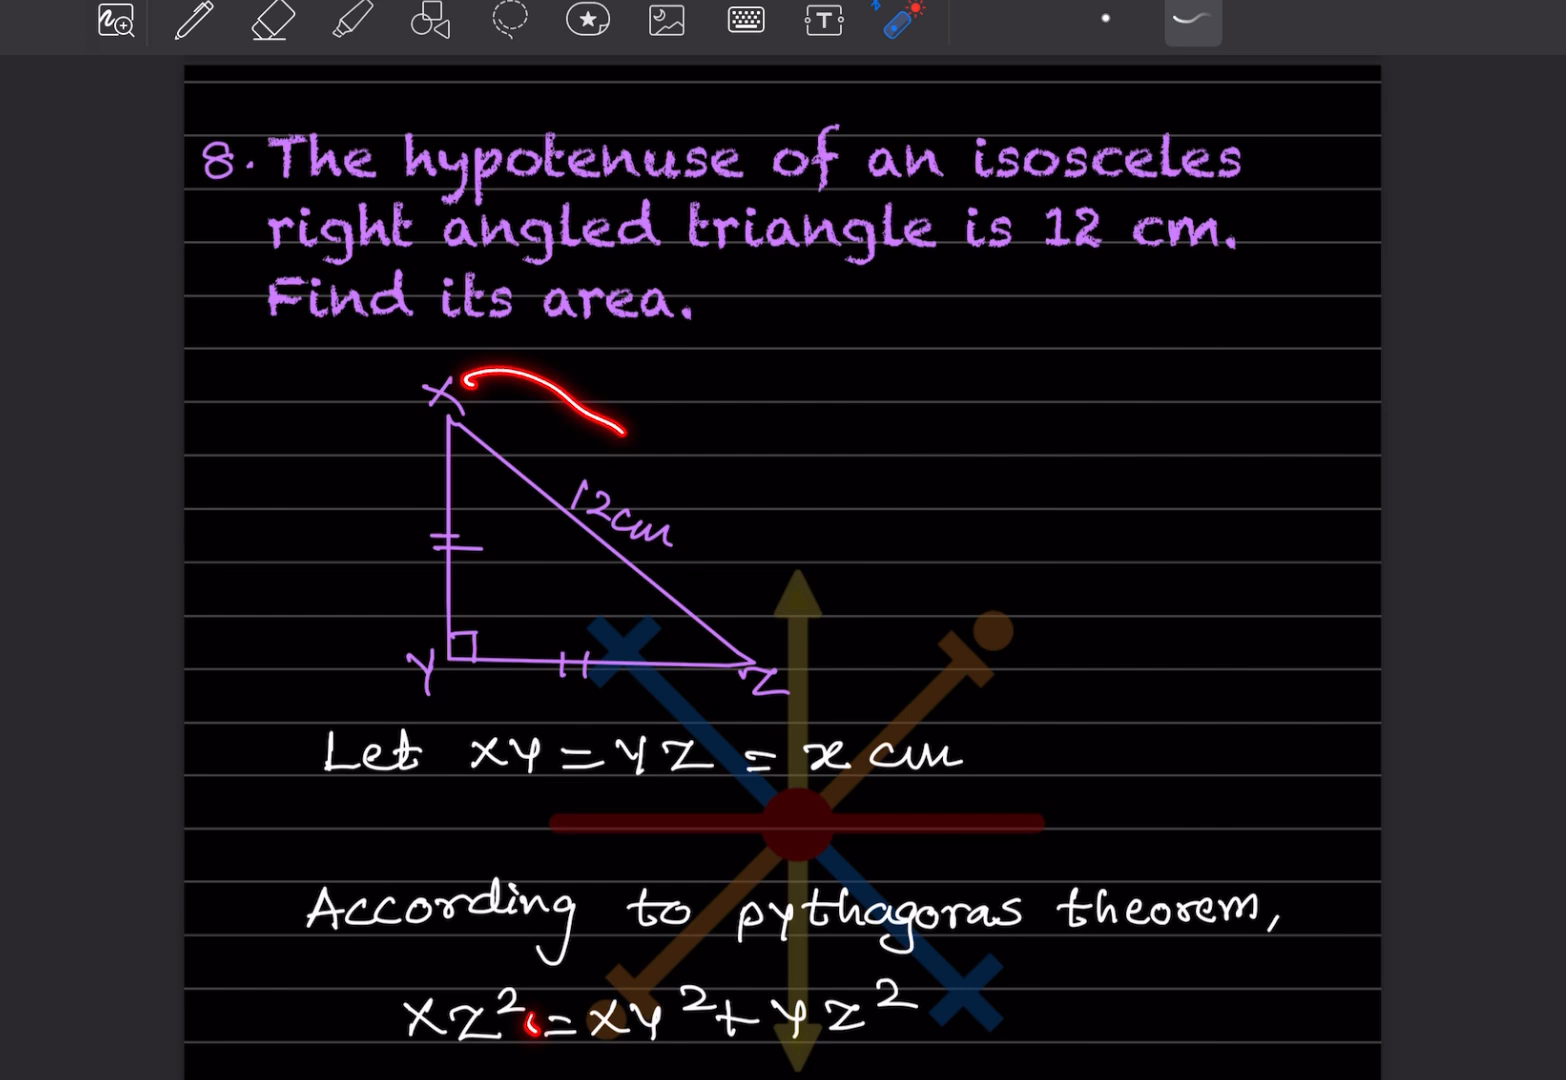 8. The hypotenuse of an isosceles
right angled triangle is 12 cm.
Find its area.
X
12cm
Y
Z
Let XY = YZ = x cm
According to pythagoras theorem,
XZ² = XY² + YZ²